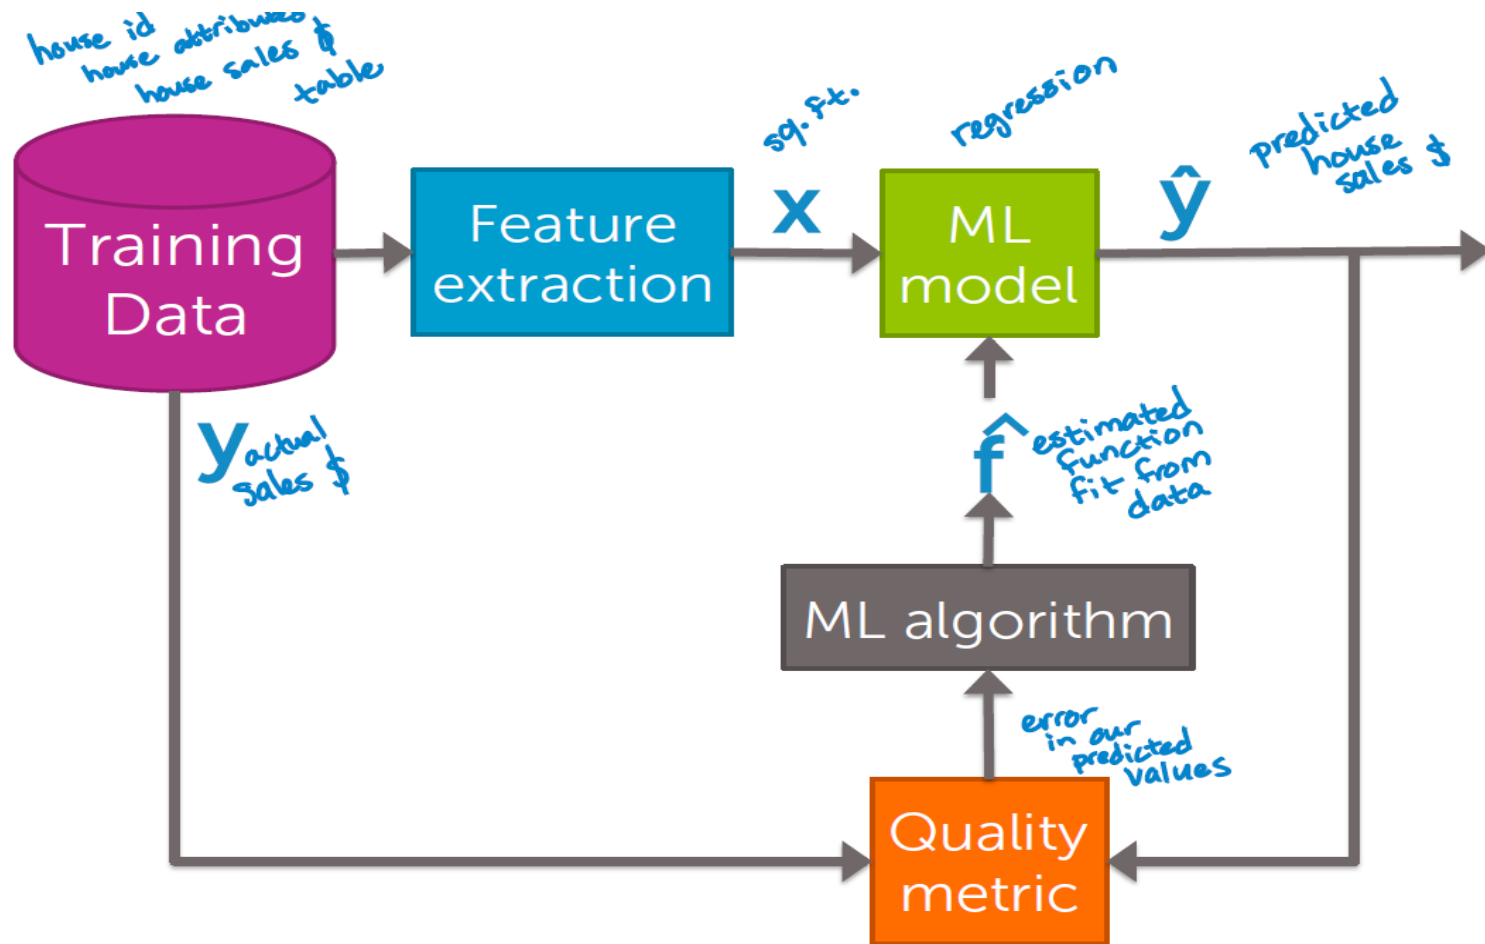 house id
house attributes
house sales $
table
sq.ft.
regression
predicted
house
sales $
Training
Data
Feature
extraction
x
ML
model
ŷ
y
actual
sales $
f̂
estimated
function
fit from
data
ML algorithm
error
in our
predicted
values
Quality
metric